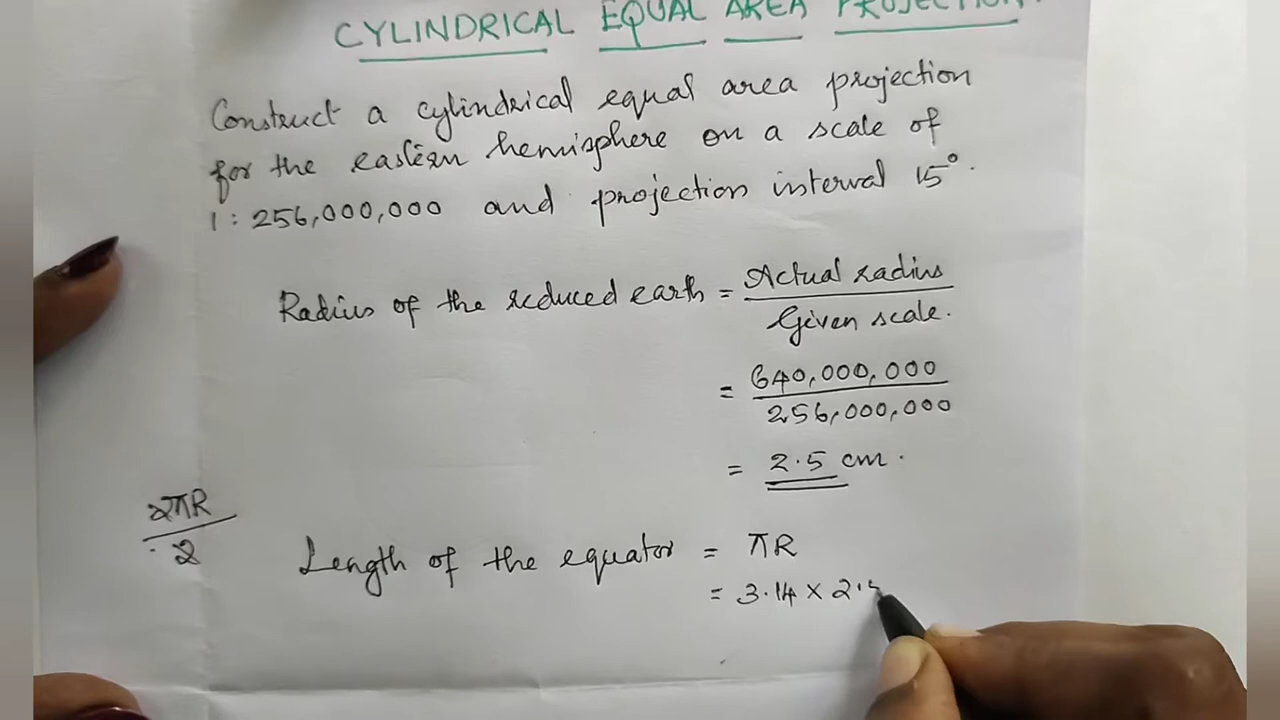 CYLINDRICAL EQUAL AREA PROJECTION
Construct a cylindrical equal area projection
for the eastern hemisphere on a scale of
1 : 256,000,000 and projection interval 15°.
Radius of the reduced earth = Actual radius
Given scale.
= 640,000,000
256,000,000
= 2.5 cm.
2πR
2
Length of the equator = πR
= 3.14 × 2.5